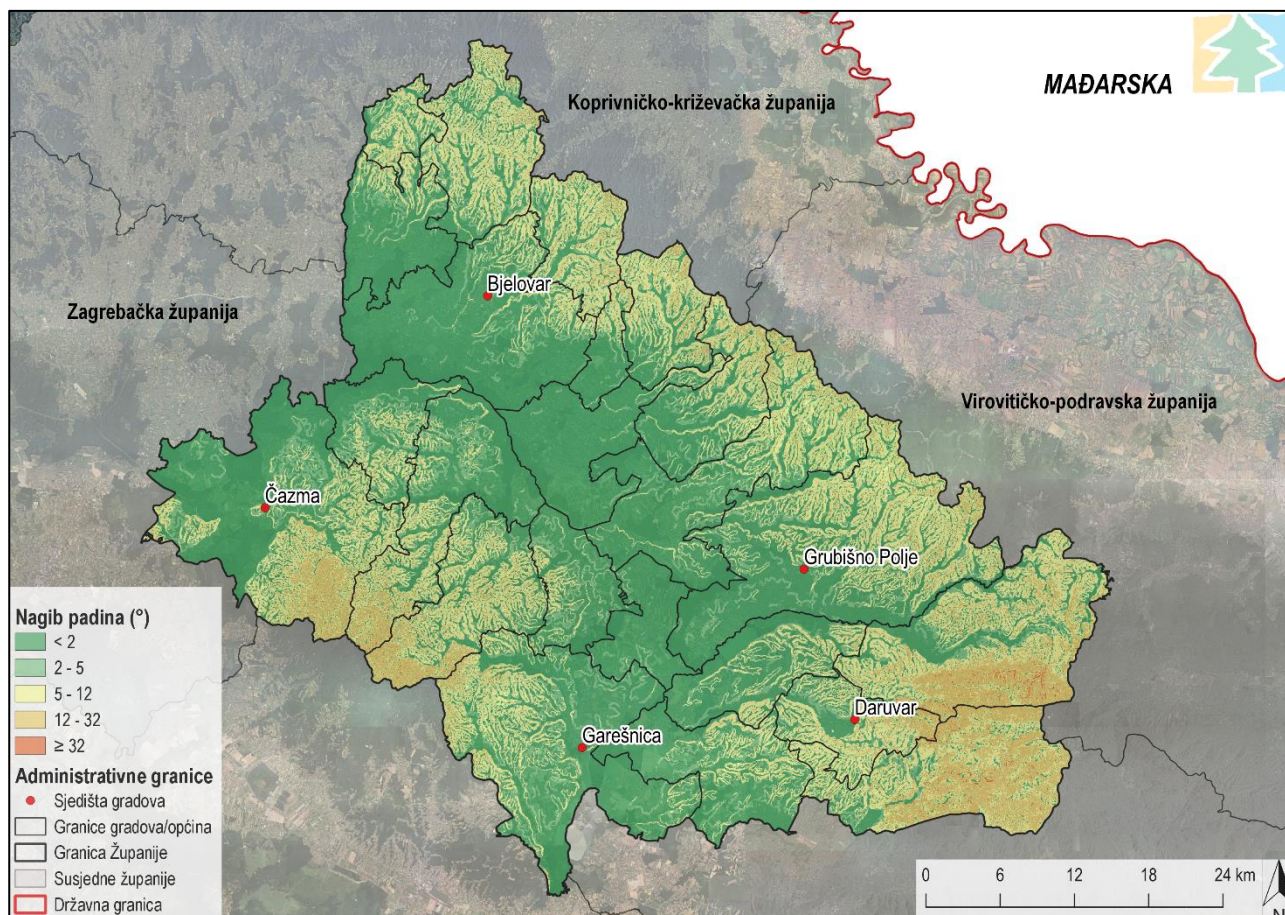 MAĐARSKA
Koprivničko-križevačka županija
Zagrebačka županija
Bjelovar
Virovitičko-podravska županija
Čazma
Grubišno Polje
Daruvar
Garešnica
Nagib padina (°)
< 2
2 - 5
5 - 12
12 - 32
≥ 32
Administrativne granice
Sjedišta gradova
Granice gradova/općina
Granica Županije
Susjedne županije
Državna granica
0 6 12 18 24 km
N